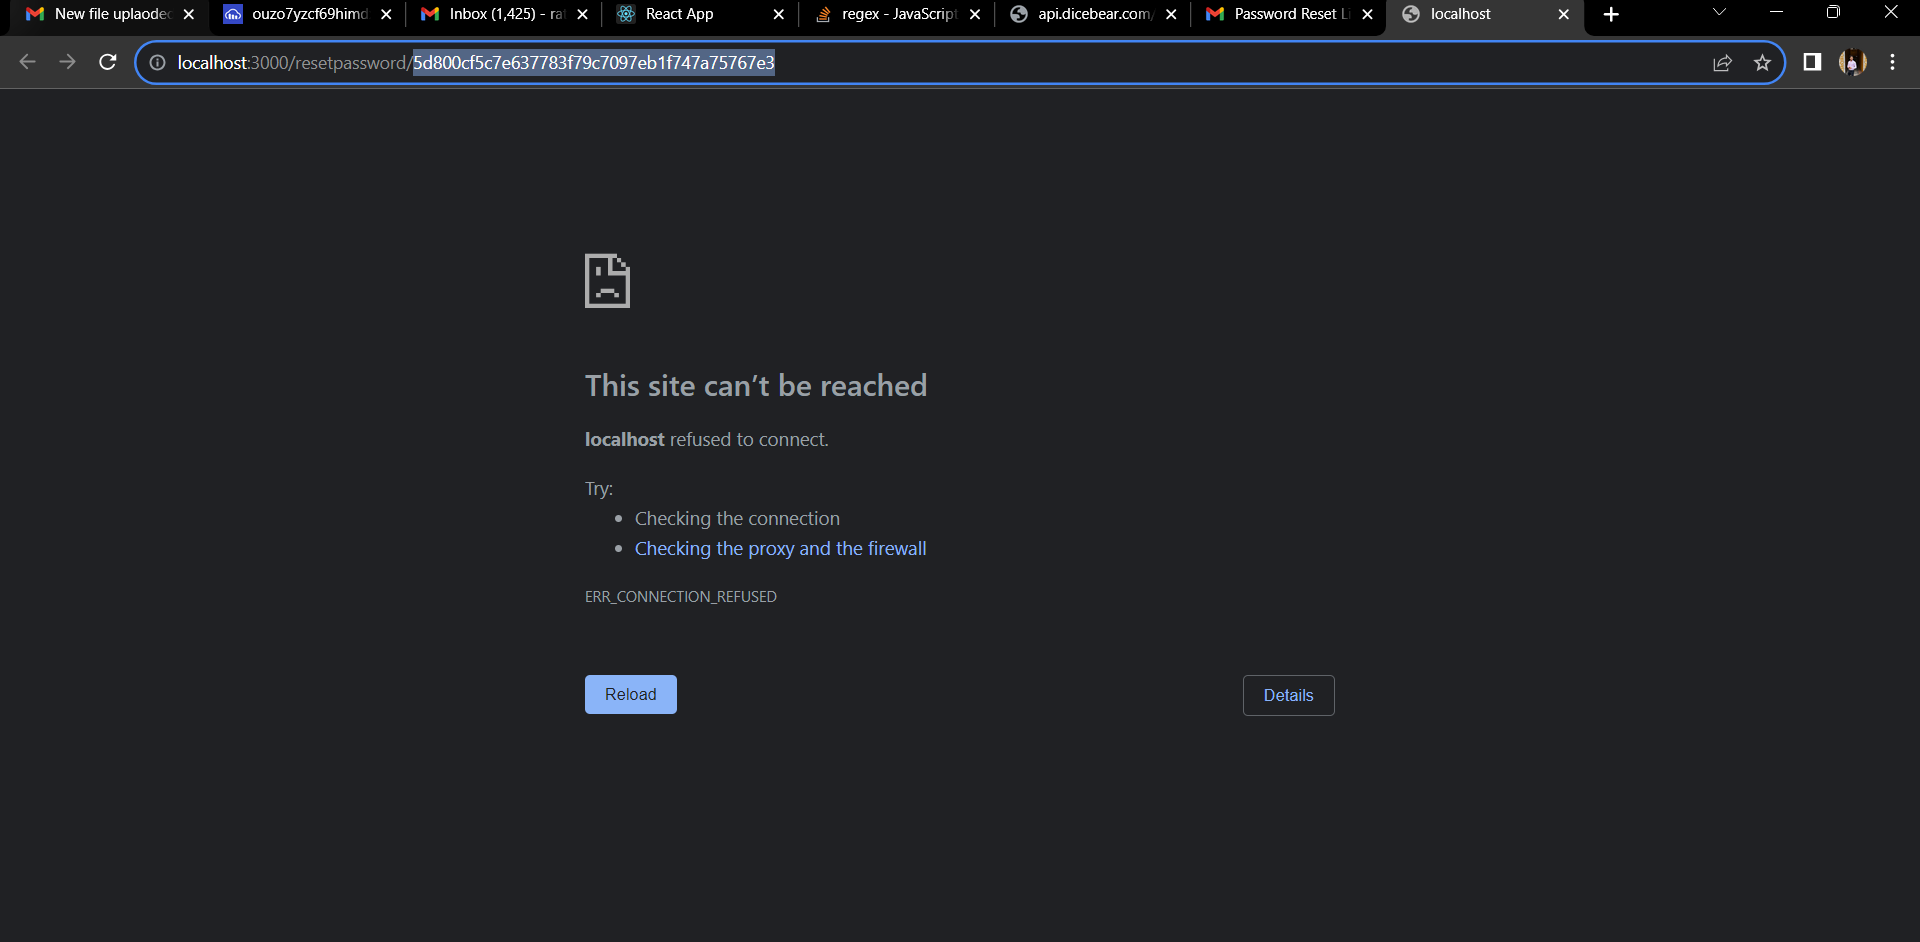 New file uplaodec
ouzo7yzcf69himd
Inbox (1,425) - ra
React App
regex - JavaScript
api.dicebear.com/
Password Reset Li
localhost
localhost:3000/resetpassword/5d800cf5c7e637783f79c7097eb1f747a75767e3
This site can’t be reached
localhost refused to connect.
Try:
• Checking the connection
• Checking the proxy and the firewall
ERR_CONNECTION_REFUSED
Reload
Details